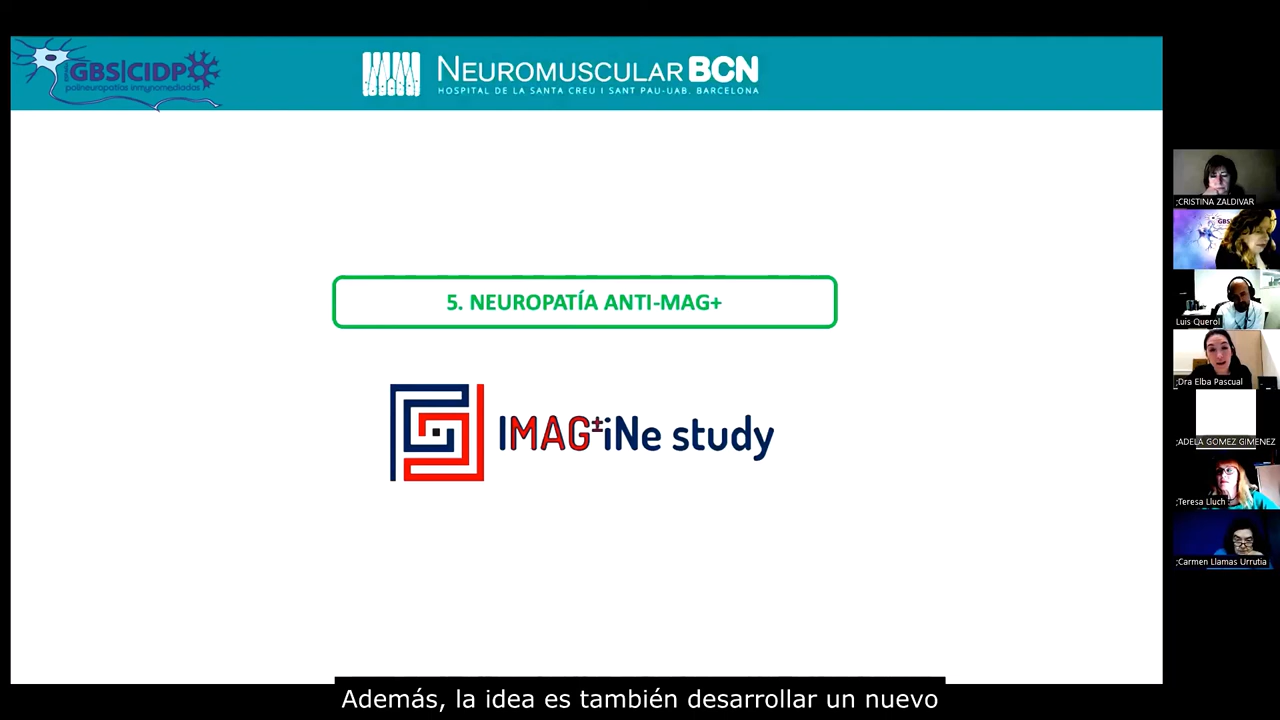 GBS|CIDP
polineuropatías inmunomediadas
NEUROMUSCULAR BCN
HOSPITAL DE LA SANTA CREU I SANT PAU-UAB. BARCELONA
5. NEUROPATÍA ANTI-MAG+
IMAG±iNe study
;CRISTINA ZALDIVAR
Luis Querol
;Dra Elba Pascual
;ADELA GOMEZ GIMENEZ
;Teresa Lluch
;Carmen Llamas Urrutia
Además, la idea es también desarrollar un nuevo